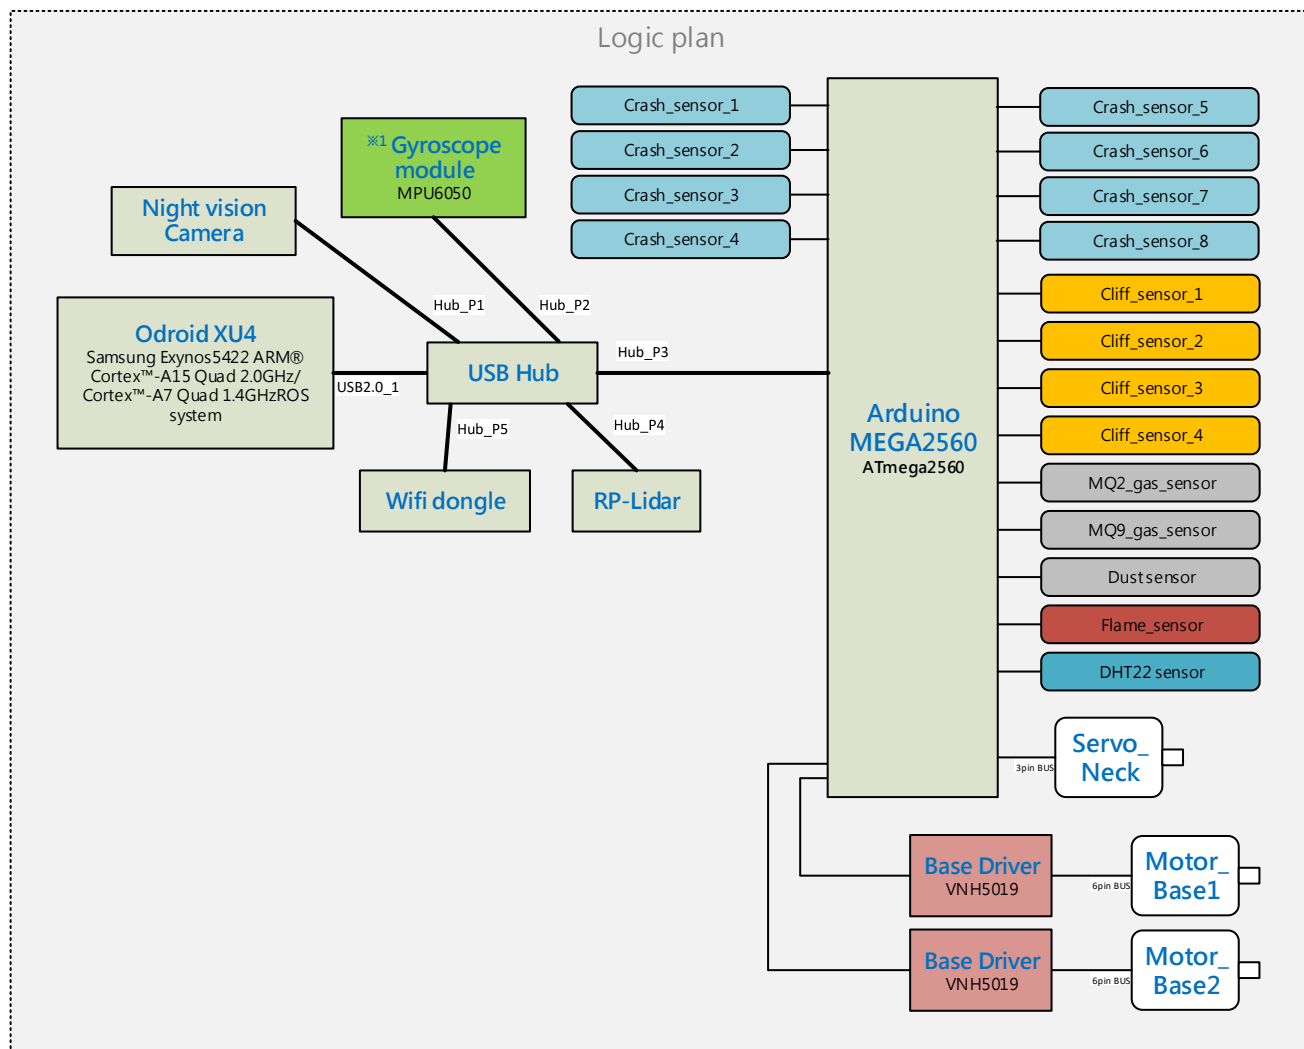 Logic plan
Crash_sensor_1
Crash_sensor_2
Crash_sensor_3
Crash_sensor_4
Crash_sensor_5
Crash_sensor_6
Crash_sensor_7
Crash_sensor_8
※1 Gyroscope
module
MPU6050
Night vision
Camera
Hub_P1
Hub_P2
Odroid XU4
Samsung Exynos5422 ARM®
Cortex™-A15 Quad 2.0GHz/
Cortex™-A7 Quad 1.4GHzROS
system
USB2.0_1
USB Hub
Hub_P3
Hub_P5
Hub_P4
Wifi dongle
RP-Lidar
Arduino
MEGA2560
ATmega2560
Cliff_sensor_1
Cliff_sensor_2
Cliff_sensor_3
Cliff_sensor_4
MQ2_gas_sensor
MQ9_gas_sensor
Dust sensor
Flame_sensor
DHT22 sensor
3pin BUS
Servo_
Neck
Base Driver
VNH5019
6pin BUS
Motor_
Base1
Base Driver
VNH5019
6pin BUS
Motor_
Base2